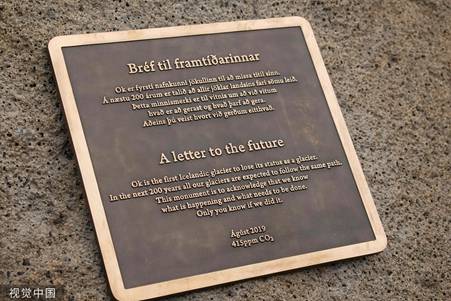 Bréf til framtíðarinnar
Ok er fyrsti nafnkunni jökullinn til að missa titil sinn.
Á næstu 200 árum er talið að allir jöklar landsins fari sömu leið.
Þetta minnismerki er til vitnis um að við vitum
hvað er að gerast og hvað þarf að gera.
Aðeins þú veist hvort við gerðum eitthvað.
A letter to the future
Ok is the first Icelandic glacier to lose its status as a glacier.
In the next 200 years all our glaciers are expected to follow the same path.
This monument is to acknowledge that we know
what is happening and what needs to be done.
Only you know if we did it.
Ágúst 2019
415ppm CO₂
视觉中国